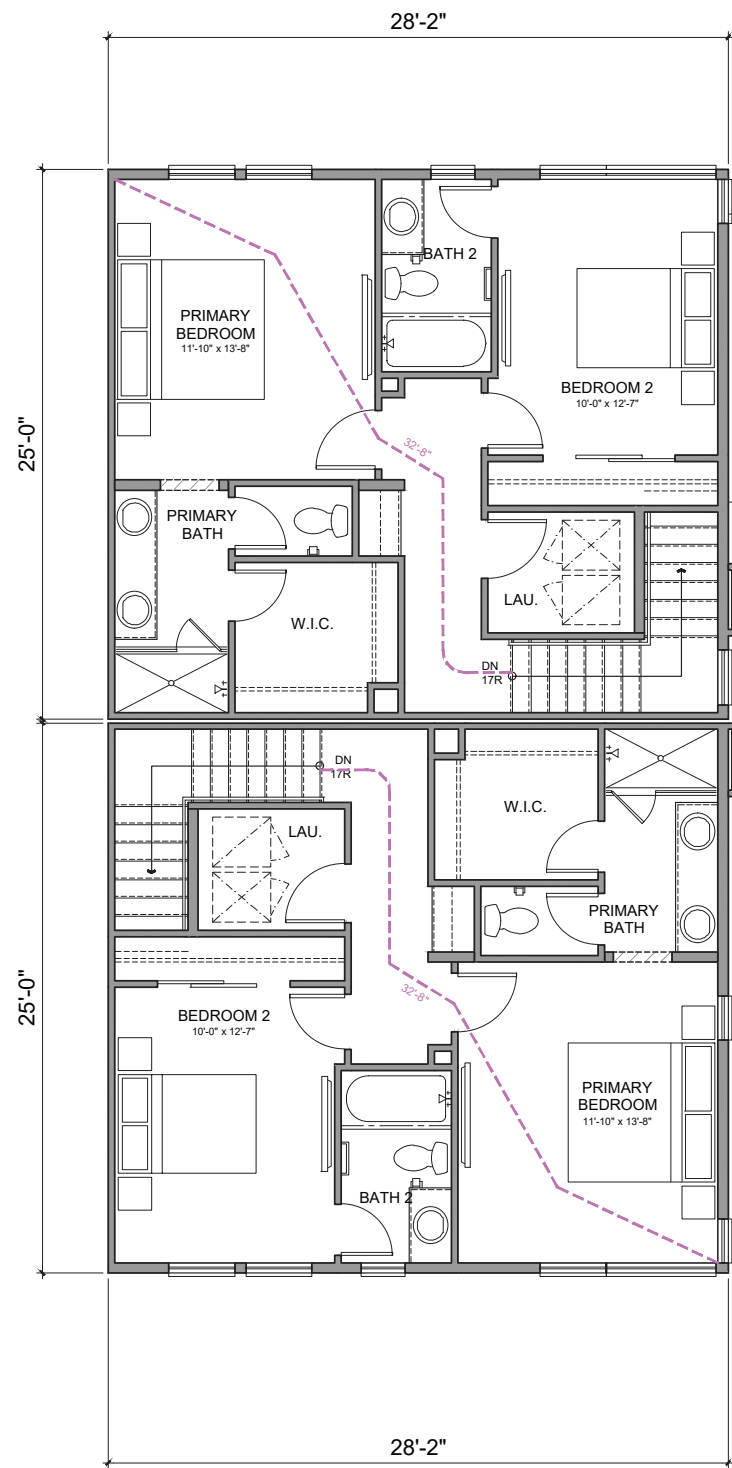 28'-2"
25'-0"
BATH 2
PRIMARY
BEDROOM
11'-10" x 13'-8"
BEDROOM 2
10'-0" x 12'-7"
32'-8"
PRIMARY
BATH
LAU.
W.I.C.
DN
17R
25'-0"
DN
17R
W.I.C.
LAU.
PRIMARY
BATH
32'-8"
BEDROOM 2
10'-0" x 12'-7"
PRIMARY
BEDROOM
11'-10" x 13'-8"
BATH 2
28'-2"